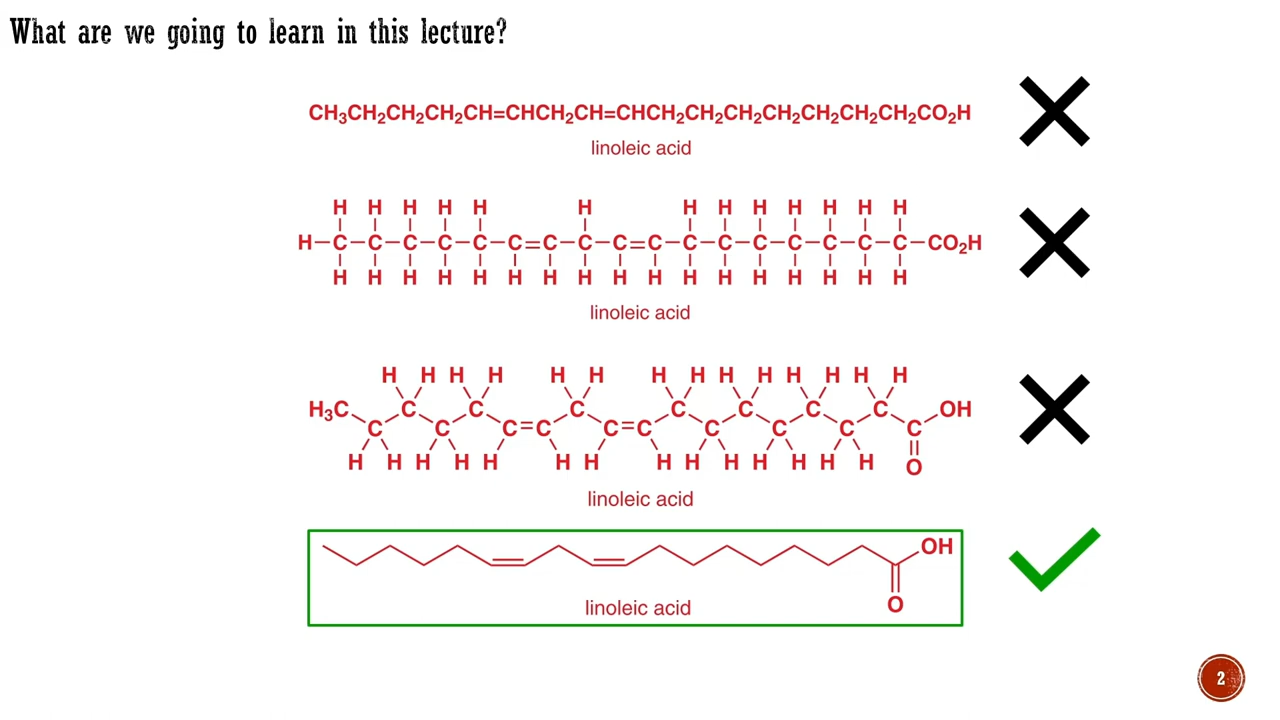 What are we going to learn in this lecture?
CH₃CH₂CH₂CH₂CH=CHCH₂CH=CHCH₂CH₂CH₂CH₂CH₂CH₂CH₂CO₂H
linoleic acid
H H H H H H H H H H H H H
H–C–C–C–C–C–C=C–C–C=C–C–C–C–C–C–C–C–CO₂H
H H H H H H H H H H H H H H H H H
linoleic acid
H H H H H H H H H H H H H H
H₃C C C C C C C C OH
C C C=C C=C C C C C
H H H H H H H H H H H H H H O
linoleic acid
OH
O
linoleic acid
2